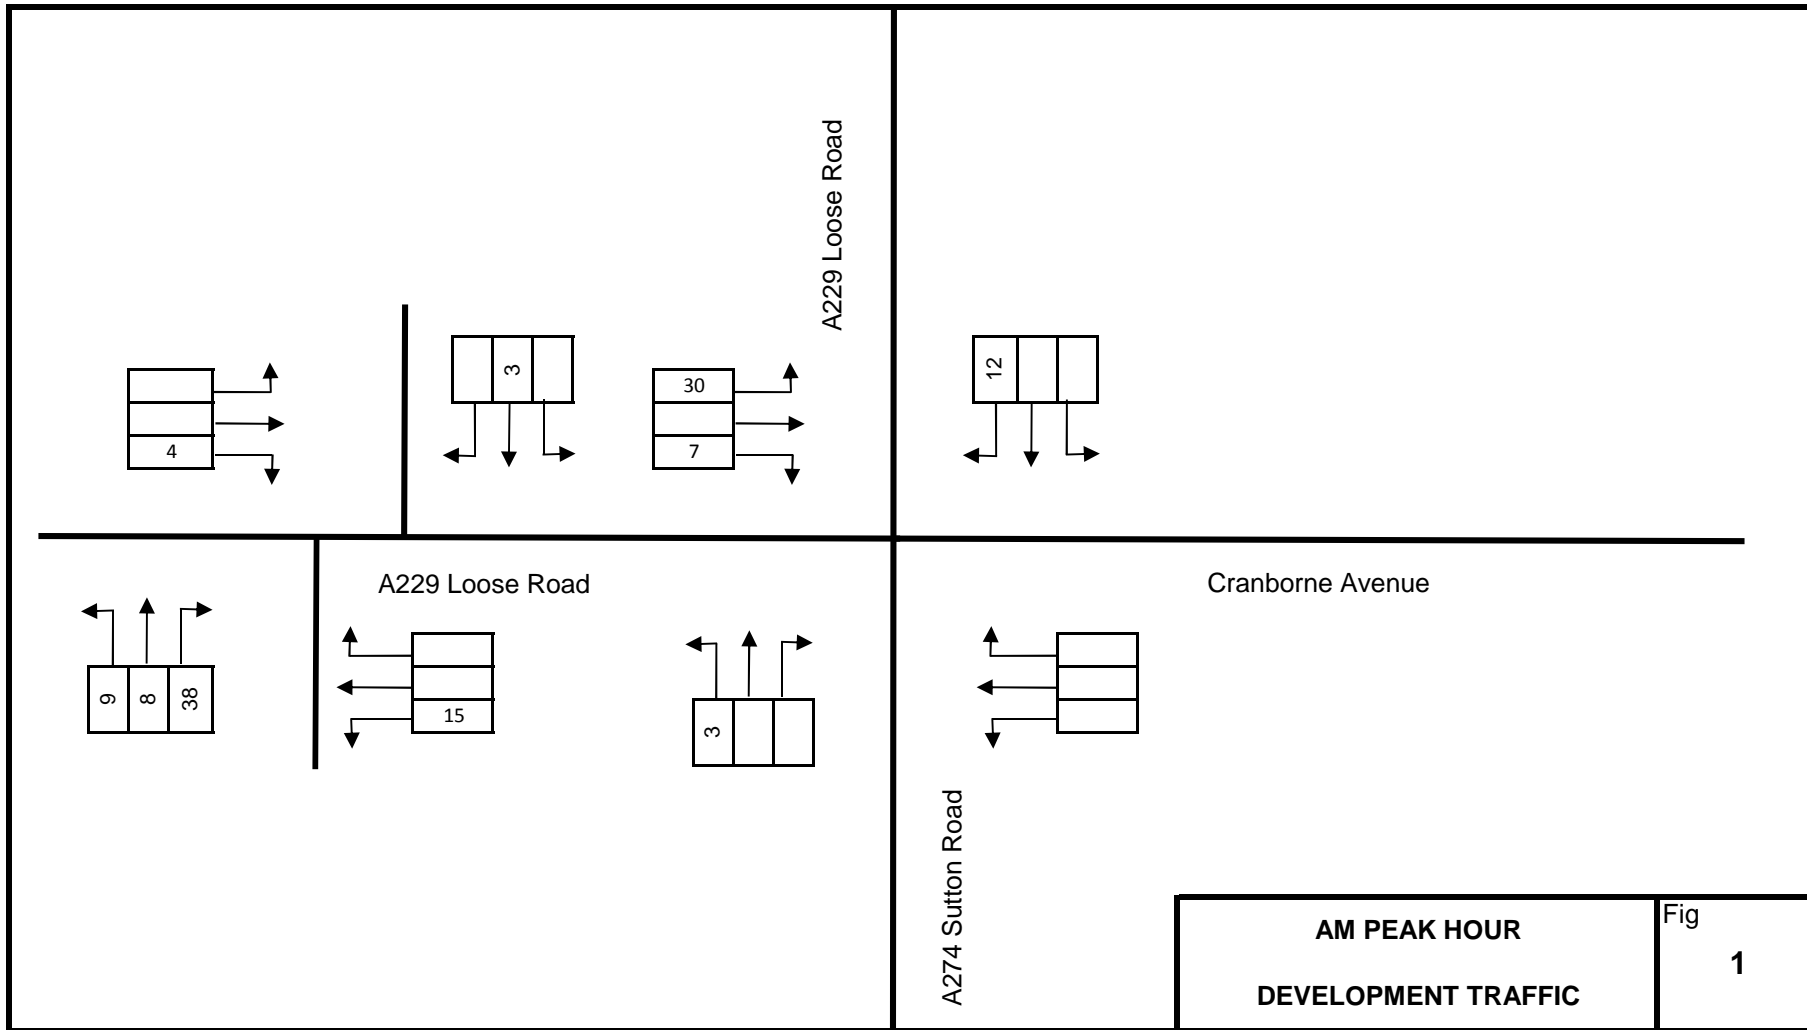 A229 Loose Road
3
12
30
4
7
A229 Loose Road
Cranborne Avenue
9
8
38
15
3
A274 Sutton Road
AM PEAK HOUR
DEVELOPMENT TRAFFIC
Fig
1